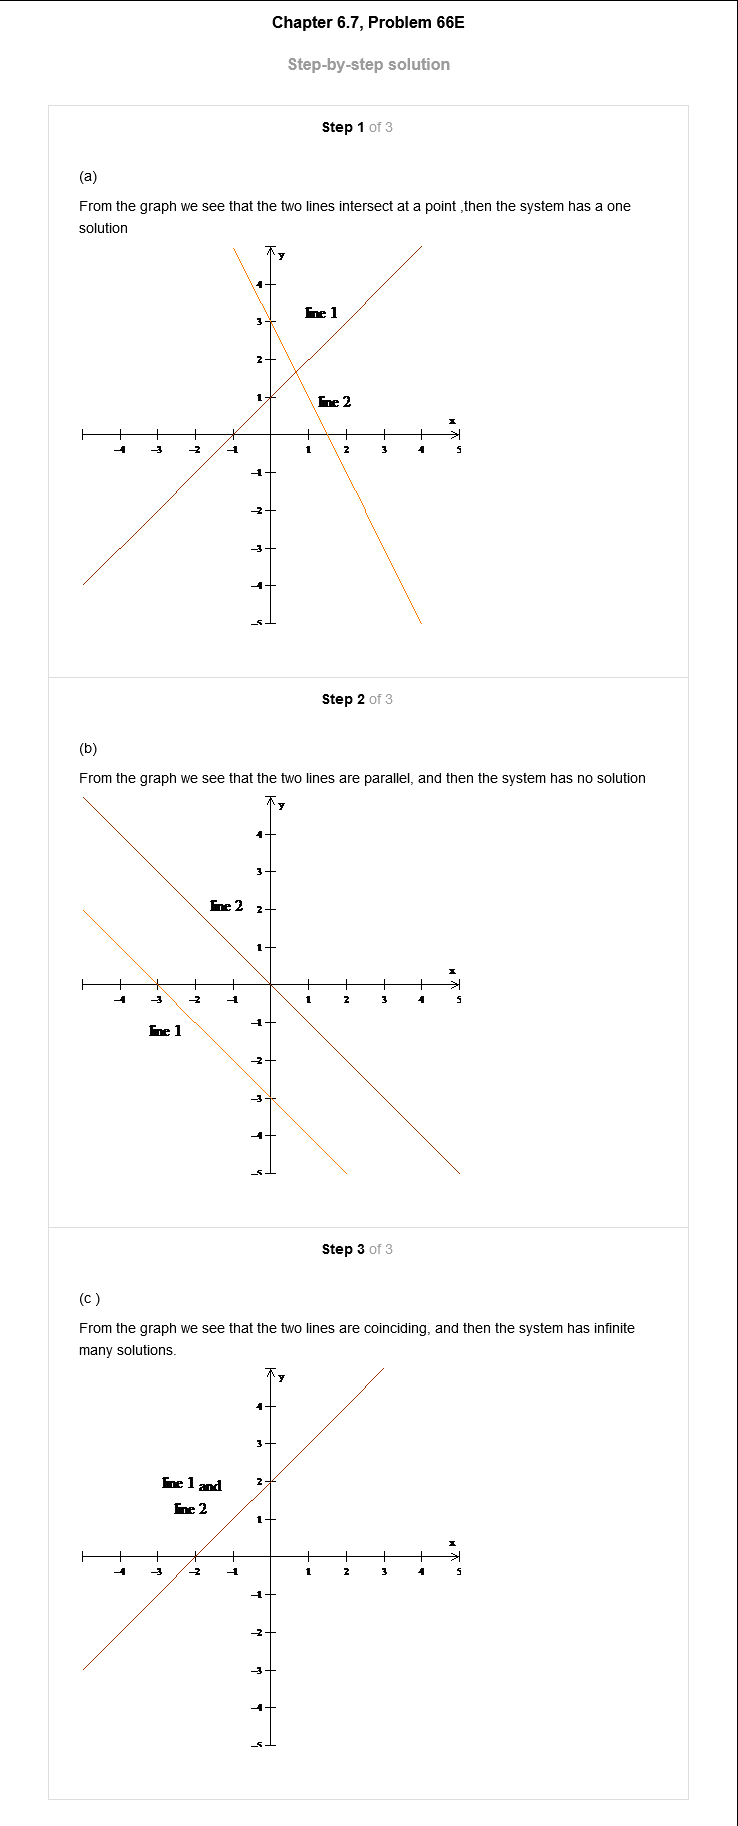 Chapter 6.7, Problem 66E
Step-by-step solution
Step 1 of 3
(a)
From the graph we see that the two lines intersect at a point ,then the system has a one
solution
y
4
line 1
3
2
1
line 2
x
-4 -3 -2 -1 1 2 3 4 5
-1
-2
-3
-4
-5
Step 2 of 3
(b)
From the graph we see that the two lines are parallel, and then the system has no solution
y
4
3
line 2 2
1
x
-4 -3 -2 -1 1 2 3 4 5
-1
line 1
-2
-3
-4
-5
Step 3 of 3
(c )
From the graph we see that the two lines are coinciding, and then the system has infinite
many solutions.
y
4
3
line 1 and 2
line 2
1
x
-4 -3 -2 -1 1 2 3 4 5
-1
-2
-3
-4
-5